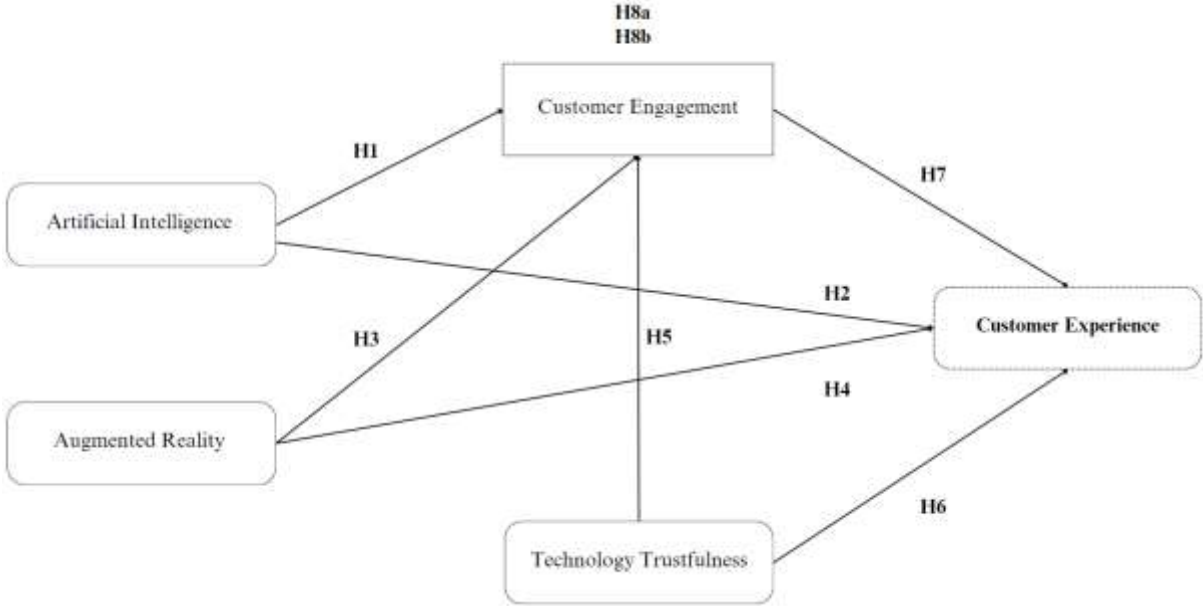 H8a
H8b
Customer Engagement
H1
H7
Artificial Intelligence
H2
Customer Experience
H3
H5
H4
Augmented Reality
H6
Technology Trustfulness